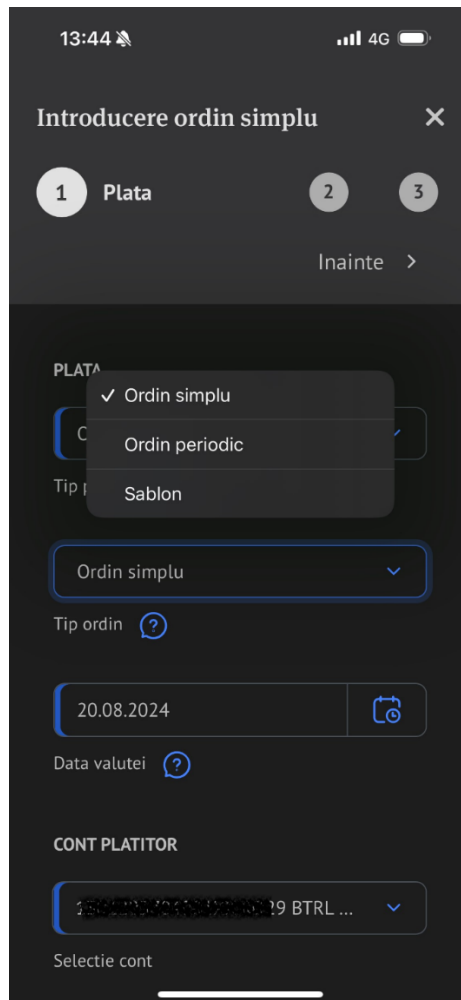 13:44
4G
Introducere ordin simplu
1 Plata 2 3
Inainte
PLATA
Ordin simplu
Ordin periodic
Sablon
Tip
Ordin simplu
Tip ordin ?
20.08.2024
Data valutei ?
CONT PLATITOR
29 BTRL ...
Selectie cont